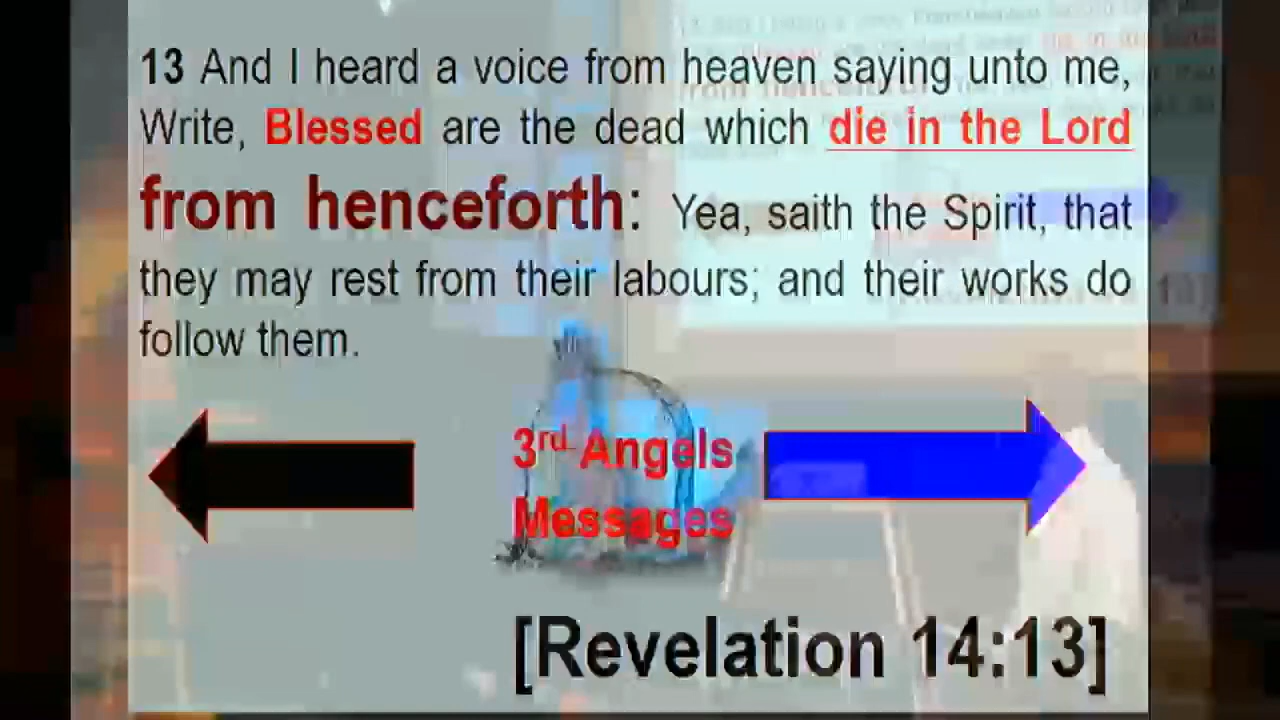 13 And I heard a voice from heaven saying unto me,
Write, Blessed are the dead which die in the Lord
from henceforth: Yea, saith the Spirit, that
they may rest from their labours; and their works do
follow them.
3rd Angels
Messages
[Revelation 14:13]